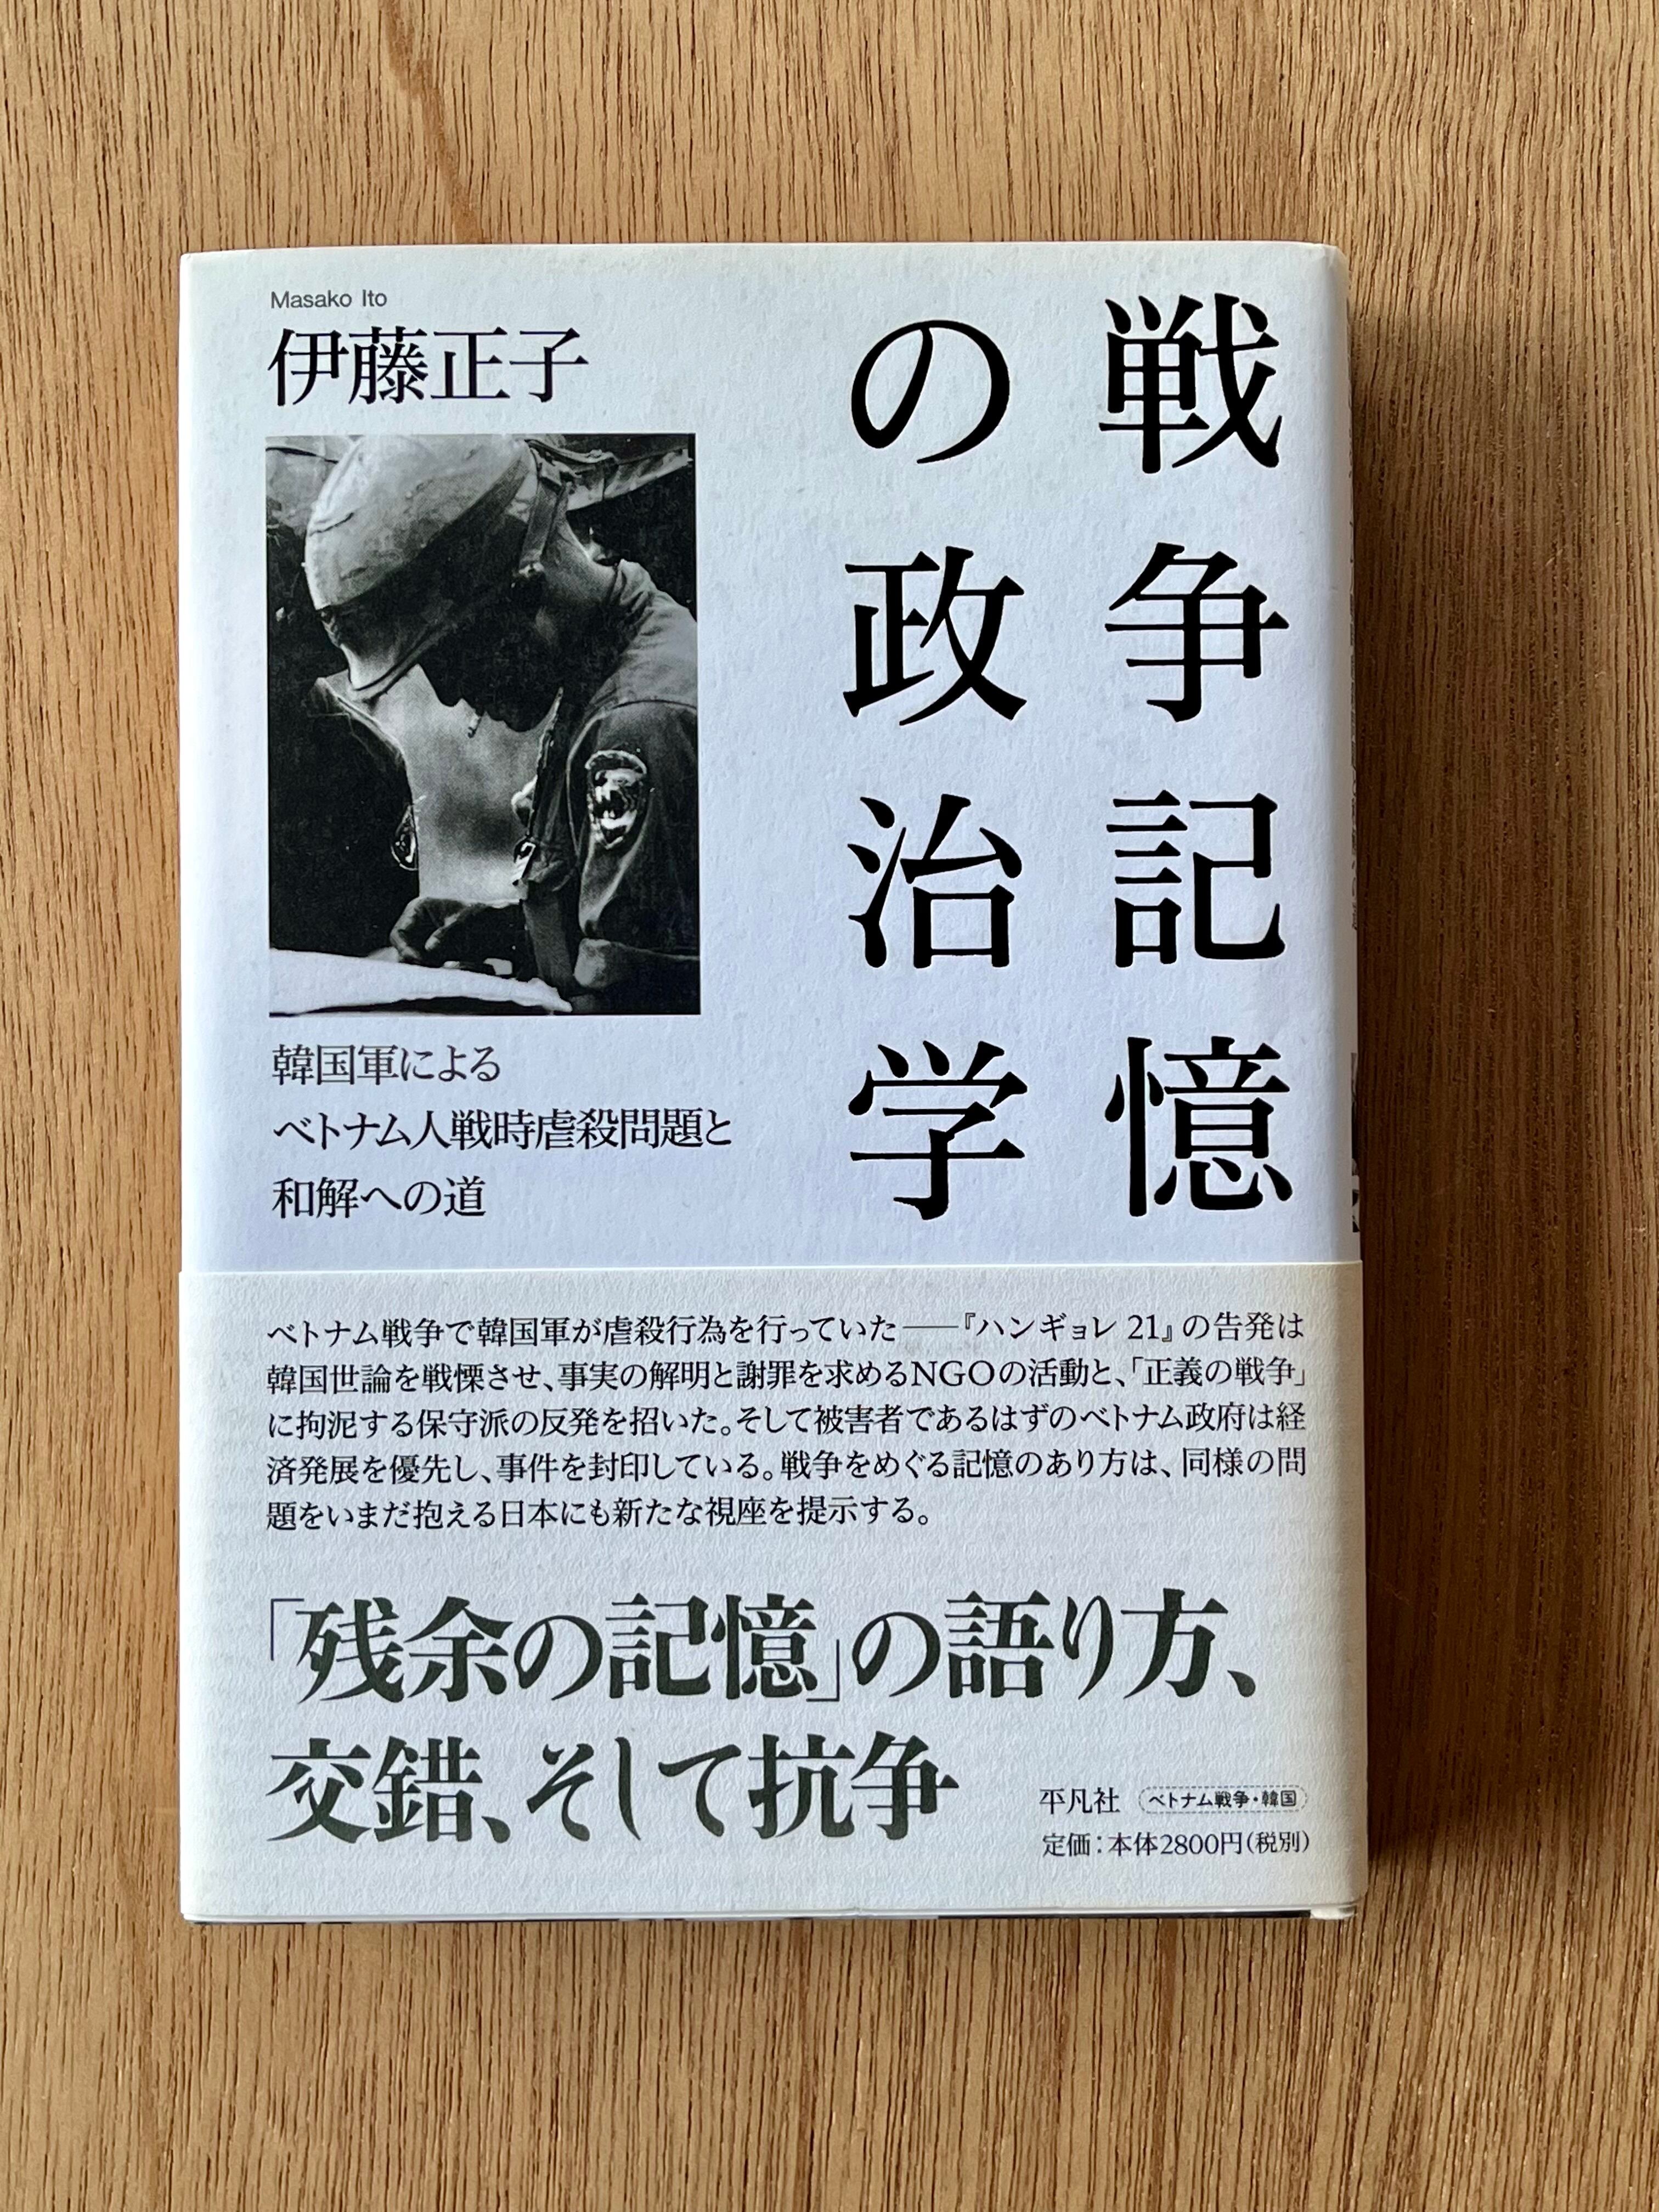 戦争記憶
の政治学
Masako Ito
伊藤正子
韓国軍による
ベトナム人戦時虐殺問題と
和解への道
ベトナム戦争で韓国軍が虐殺行為を行っていた──『ハンギョレ 21』の告発は
韓国世論を戦慄させ、事実の解明と謝罪を求めるNGOの活動と、「正義の戦争」
に拘泥する保守派の反発を招いた。そして被害者であるはずのベトナム政府は経
済発展を優先し、事件を封印している。戦争をめぐる記憶のあり方は、同様の問
題をいまだ抱える日本にも新たな視座を提示する。
「残余の記憶」の語り方、
交錯、そして抗争
平凡社 ベトナム戦争・韓国
定価：本体2800円（税別）